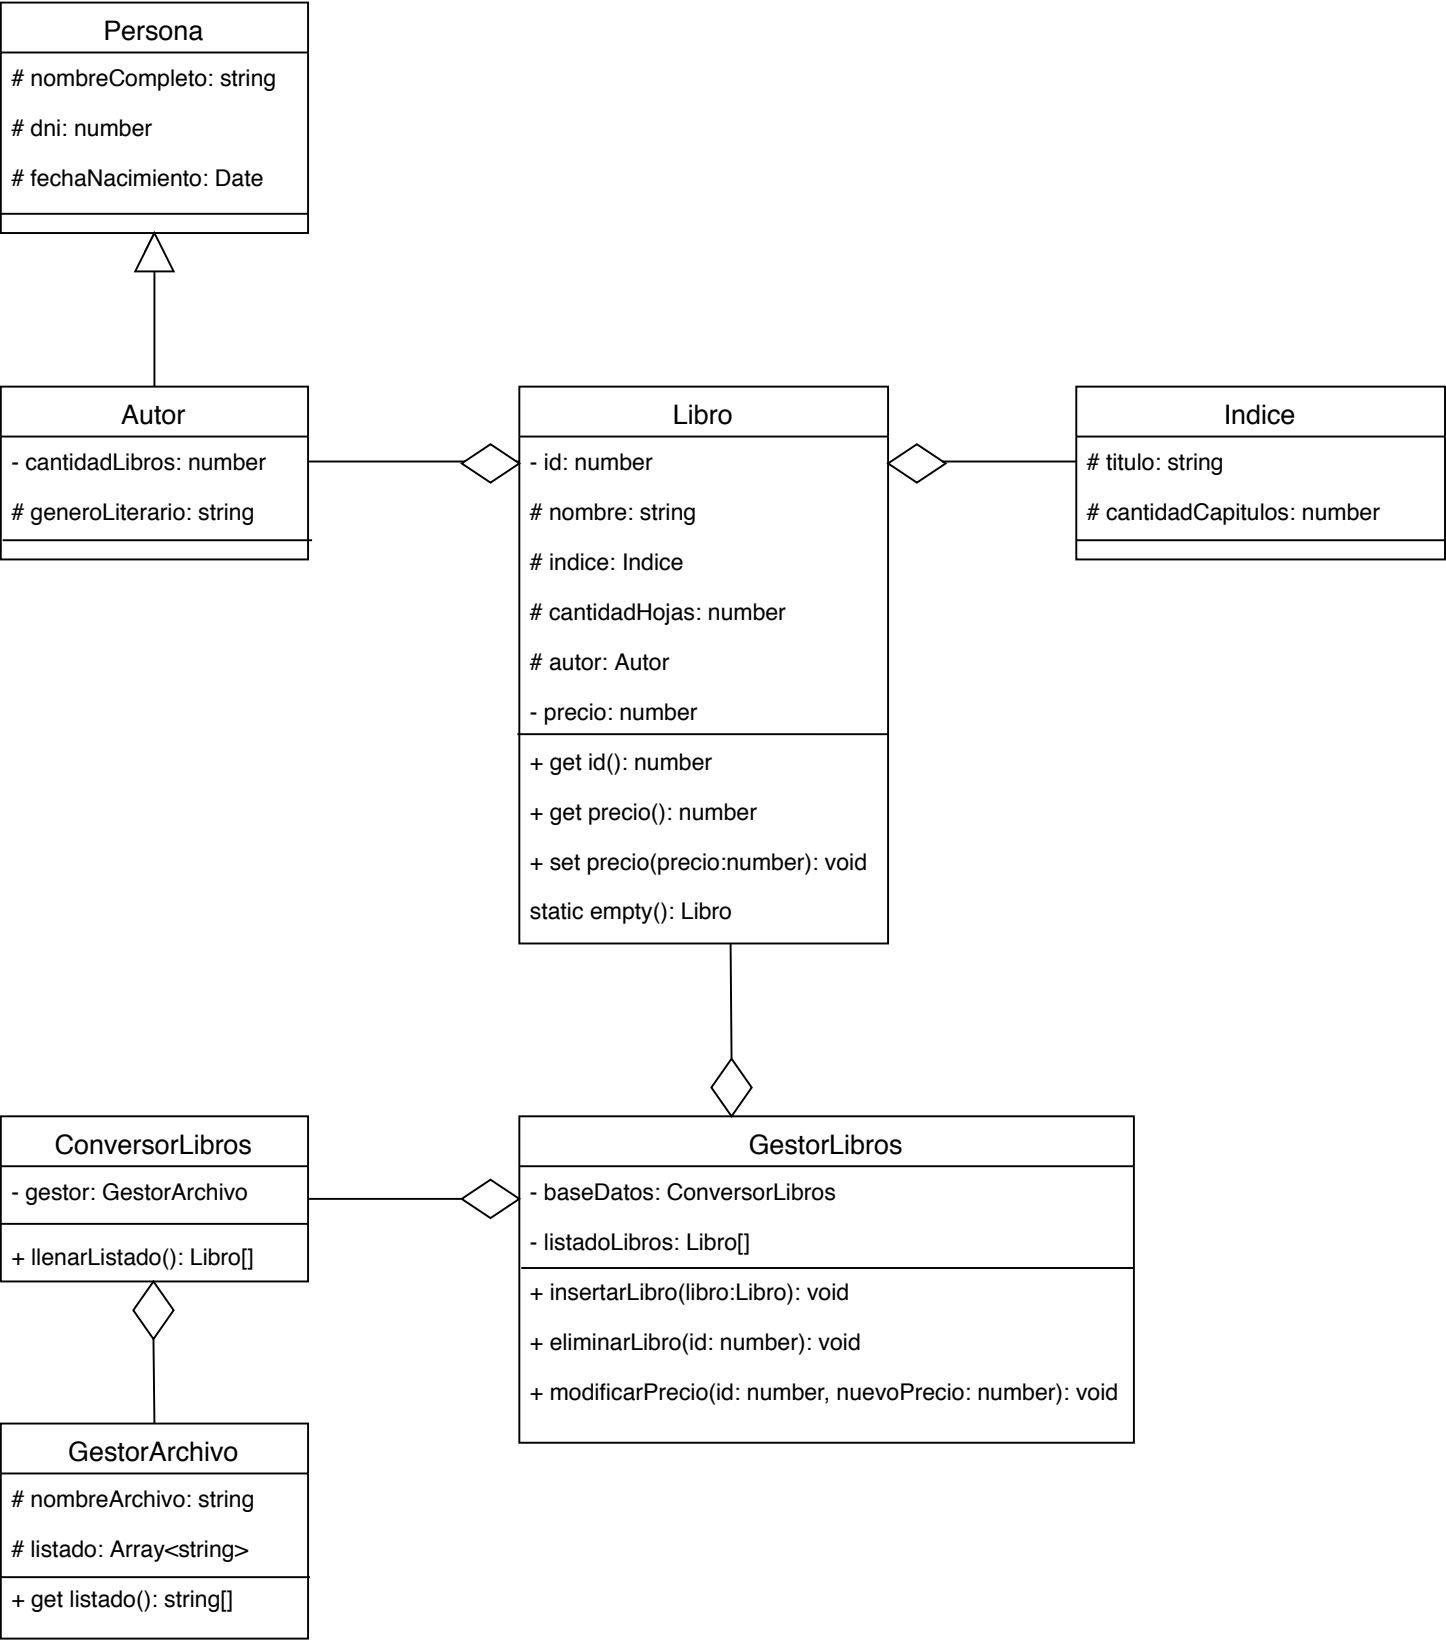 Persona
# nombreCompleto: string
# dni: number
# fechaNacimiento: Date
Autor
- cantidadLibros: number
# generoLiterario: string
Libro
- id: number
# nombre: string
# indice: Indice
# cantidadHojas: number
# autor: Autor
- precio: number
+ get id(): number
+ get precio(): number
+ set precio(precio:number): void
static empty(): Libro
Indice
# titulo: string
# cantidadCapitulos: number
ConversorLibros
- gestor: GestorArchivo
+ llenarListado(): Libro[]
GestorLibros
- baseDatos: ConversorLibros
- listadoLibros: Libro[]
+ insertarLibro(libro:Libro): void
+ eliminarLibro(id: number): void
+ modificarPrecio(id: number, nuevoPrecio: number): void
GestorArchivo
# nombreArchivo: string
# listado: Array<string>
+ get listado(): string[]